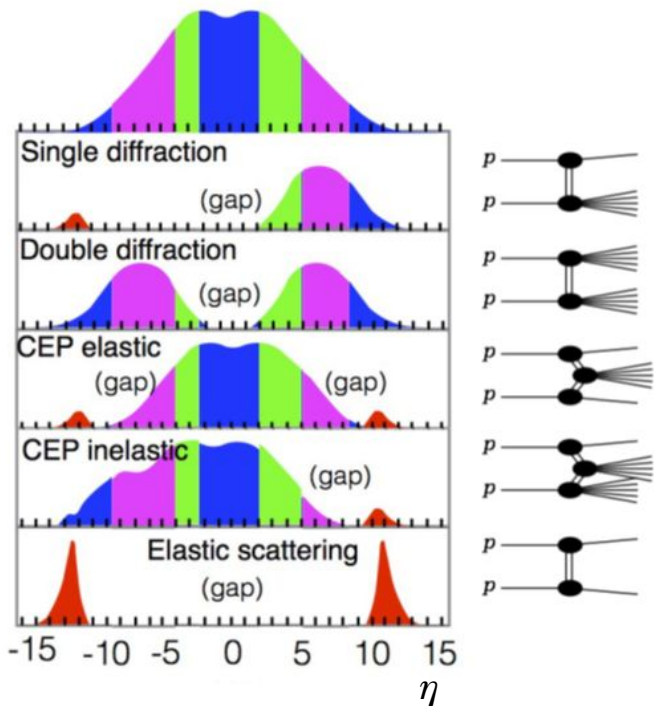 Single diffraction
(gap)
p
p
Double diffraction
(gap)
p
p
CEP elastic
(gap) (gap)
p
p
CEP inelastic
(gap)
p
p
Elastic scattering
(gap)
p
p
-15 -10 -5 0 5 10 15
η